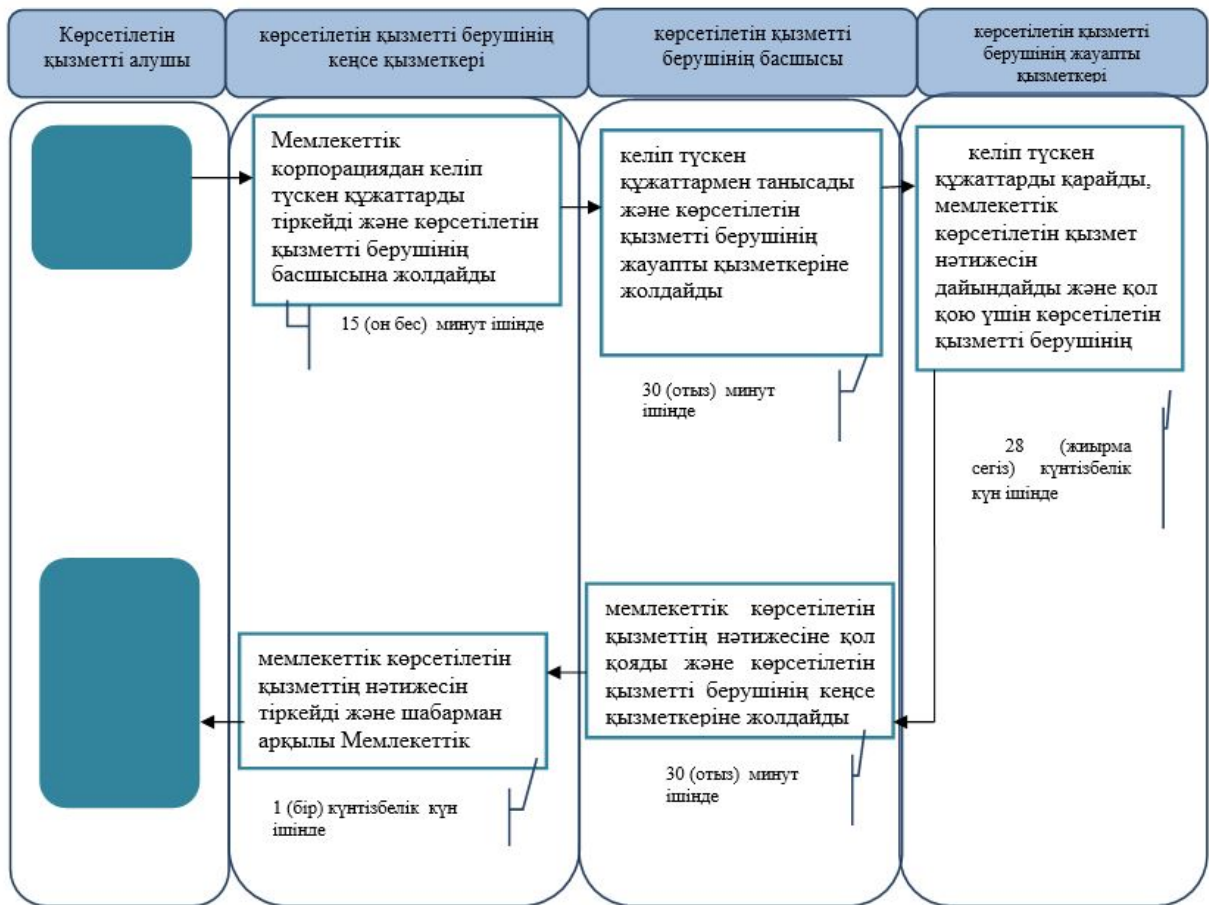 Көрсетілетін
қызметті алушы
көрсетілетін қызметті берушінің
кеңсе қызметкері
көрсетілетін қызметті
берушінің басшысы
көрсетілетін қызметті
берушінің жауапты
қызметкері
Мемлекеттік
корпорациядан келіп
түскен құжаттарды
тіркейді және көрсетілетін
қызметті берушінің
басшысына жолдайды
15 (он бес) минут ішінде
келіп түскен
құжаттармен танысады
және көрсетілетін
қызметті берушінің
жауапты қызметкеріне
жолдайды
30 (отыз) минут
ішінде
келіп түскен
құжаттарды қарайды,
мемлекеттік
көрсетілетін қызмет
нәтижесін
дайындайды және қол
қою үшін көрсетілетін
қызметті берушінің
28 (жиырма
сегіз) күнтізбелік
күн ішінде
мемлекеттік көрсетілетін
қызметтің нәтижесіне қол
қояды және көрсетілетін
қызметті берушінің кеңсе
қызметкеріне жолдайды
30 (отыз) минут
ішінде
мемлекеттік көрсетілетін
қызметтің нәтижесін
тіркейді және шабарман
арқылы Мемлекеттік
1 (бір) күнтізбелік күн
ішінде